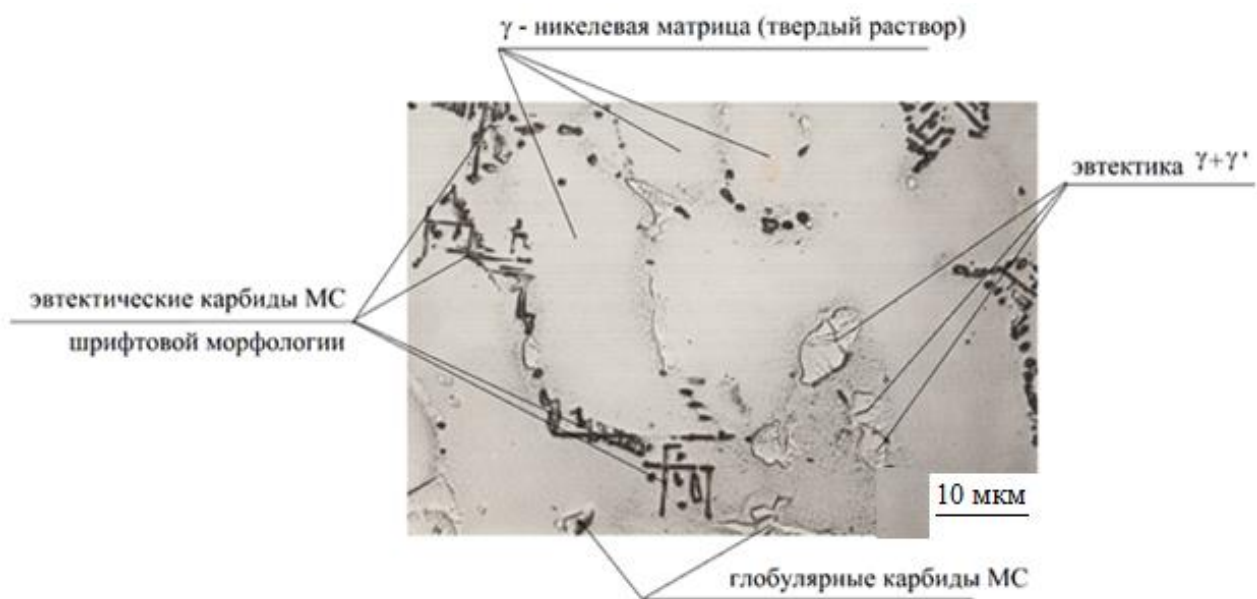 γ - никелевая матрица (твердый раствор)
эвтектика γ+γ'
эвтектические карбиды МС
шрифтовой морфологии
10 мкм
глобулярные карбиды МС